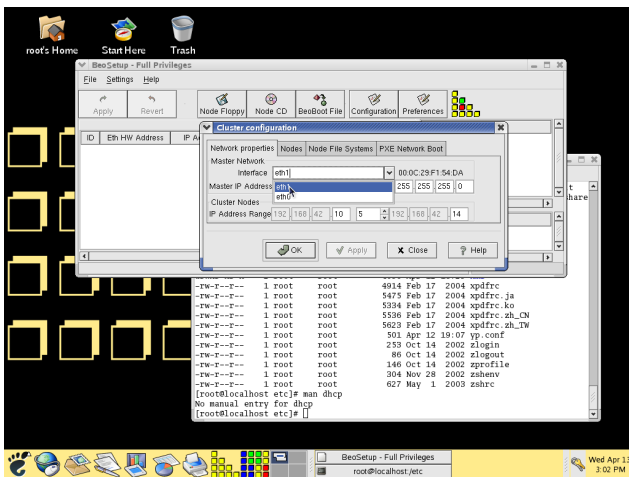 root's Home
Start Here
Trash
BeoSetup - Full Privileges
File Settings Help
Apply
Revert
Node Floppy
Node CD
BeoBoot File
Configuration
Preferences
ID
Eth HW Address
IP A
Cluster configuration
Network properties
Nodes
Node File Systems
PXE Network Boot
Master Network
Interface eth1 00:0C:29:F1:54:DA
Master IP Address 255 .255 .255 .0
eth1
eth0
Cluster Nodes
IP Address Range 192 .168 .42 .10 5 192 .168 .42 .14
OK
Apply
Close
Help
t
hare
-rw-r--r-- 1 root root 4914 Feb 17 2004 xpdfrc
-rw-r--r-- 1 root root 5475 Feb 17 2004 xpdfrc.ja
-rw-r--r-- 1 root root 5334 Feb 17 2004 xpdfrc.ko
-rw-r--r-- 1 root root 5536 Feb 17 2004 xpdfrc.zh_CN
-rw-r--r-- 1 root root 5623 Feb 17 2004 xpdfrc.zh_TW
-rw-r--r-- 1 root root 501 Apr 12 19:07 yp.conf
-rw-r--r-- 1 root root 253 Oct 14 2002 zlogin
-rw-r--r-- 1 root root 86 Oct 14 2002 zlogout
-rw-r--r-- 1 root root 146 Oct 14 2002 zprofile
-rw-r--r-- 1 root root 304 Nov 28 2002 zshenv
-rw-r--r-- 1 root root 627 May 1 2003 zshrc
[root@localhost etc]# man dhcp
No manual entry for dhcp
[root@localhost etc]#
BeoSetup - Full Privileges
root@localhost:/etc
Wed Apr 13
3:02 PM